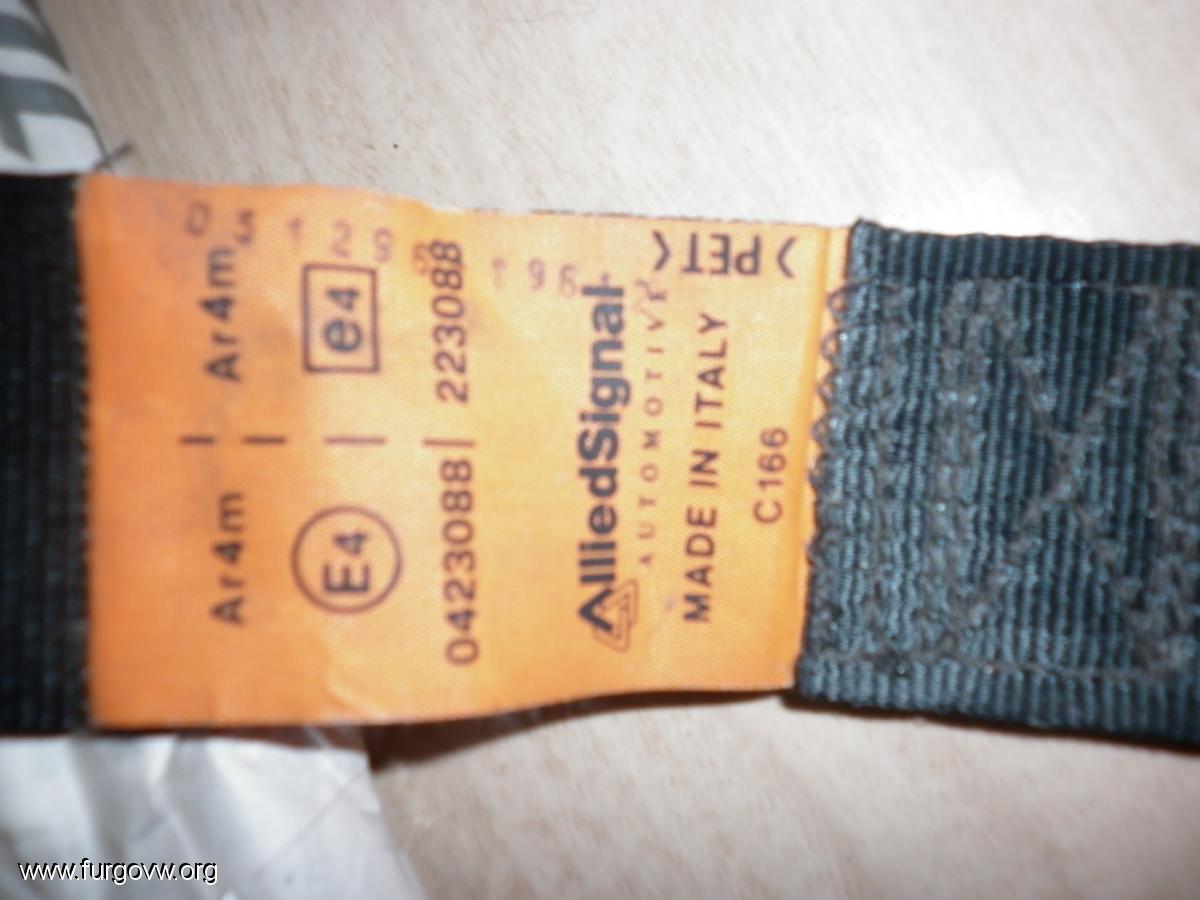 Ar4m | Ar4m
E4 | e4
0423088 | 223088
AlliedSignal
AUTOMOTIVE
MADE IN ITALY
C166
>PET<
www.furgovw.org